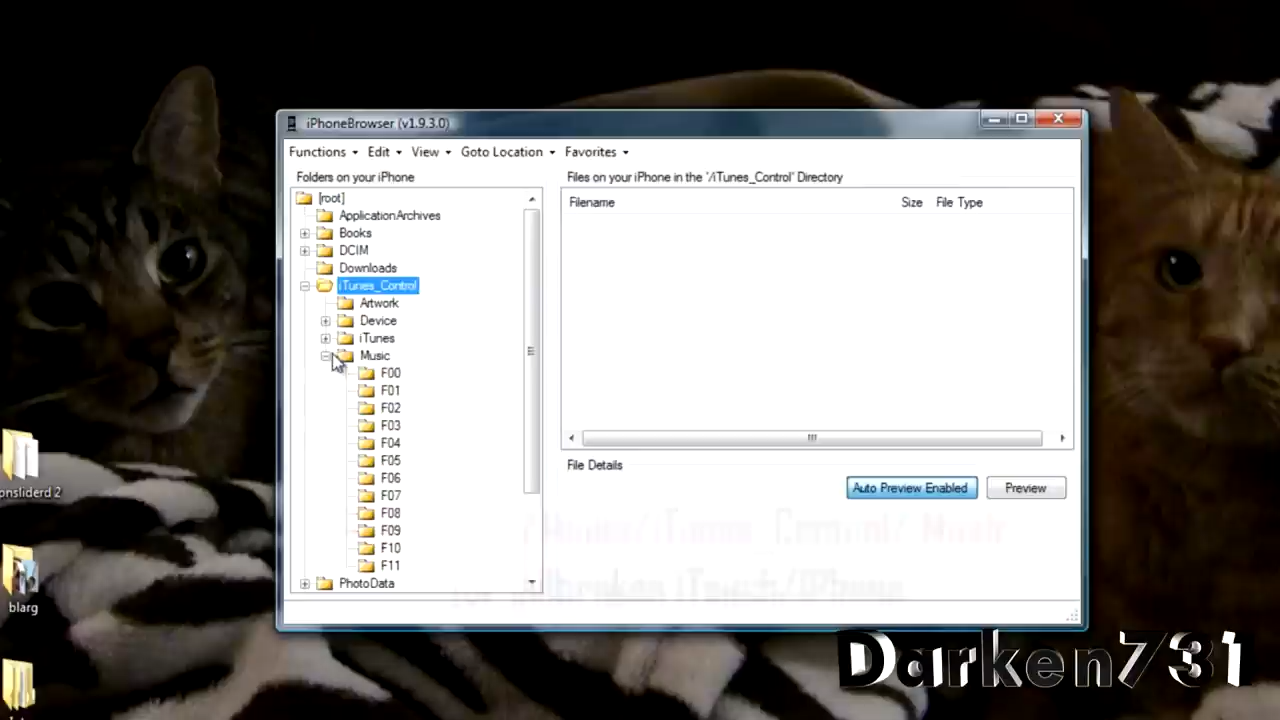 iPhoneBrowser (v1.9.3.0)
Functions Edit View Goto Location Favorites
Folders on your iPhone
Files on your iPhone in the '/iTunes_Control' Directory
[root]
Filename Size File Type
ApplicationArchives
Books
DCIM
Downloads
iTunes_Control
Artwork
Device
iTunes
Music
F00
F01
F02
F03
F04
F05
F06
F07
F08
F09
F10
F11
PhotoData
File Details
Auto Preview Enabled Preview
onsliderd 2
blarg
Darken731